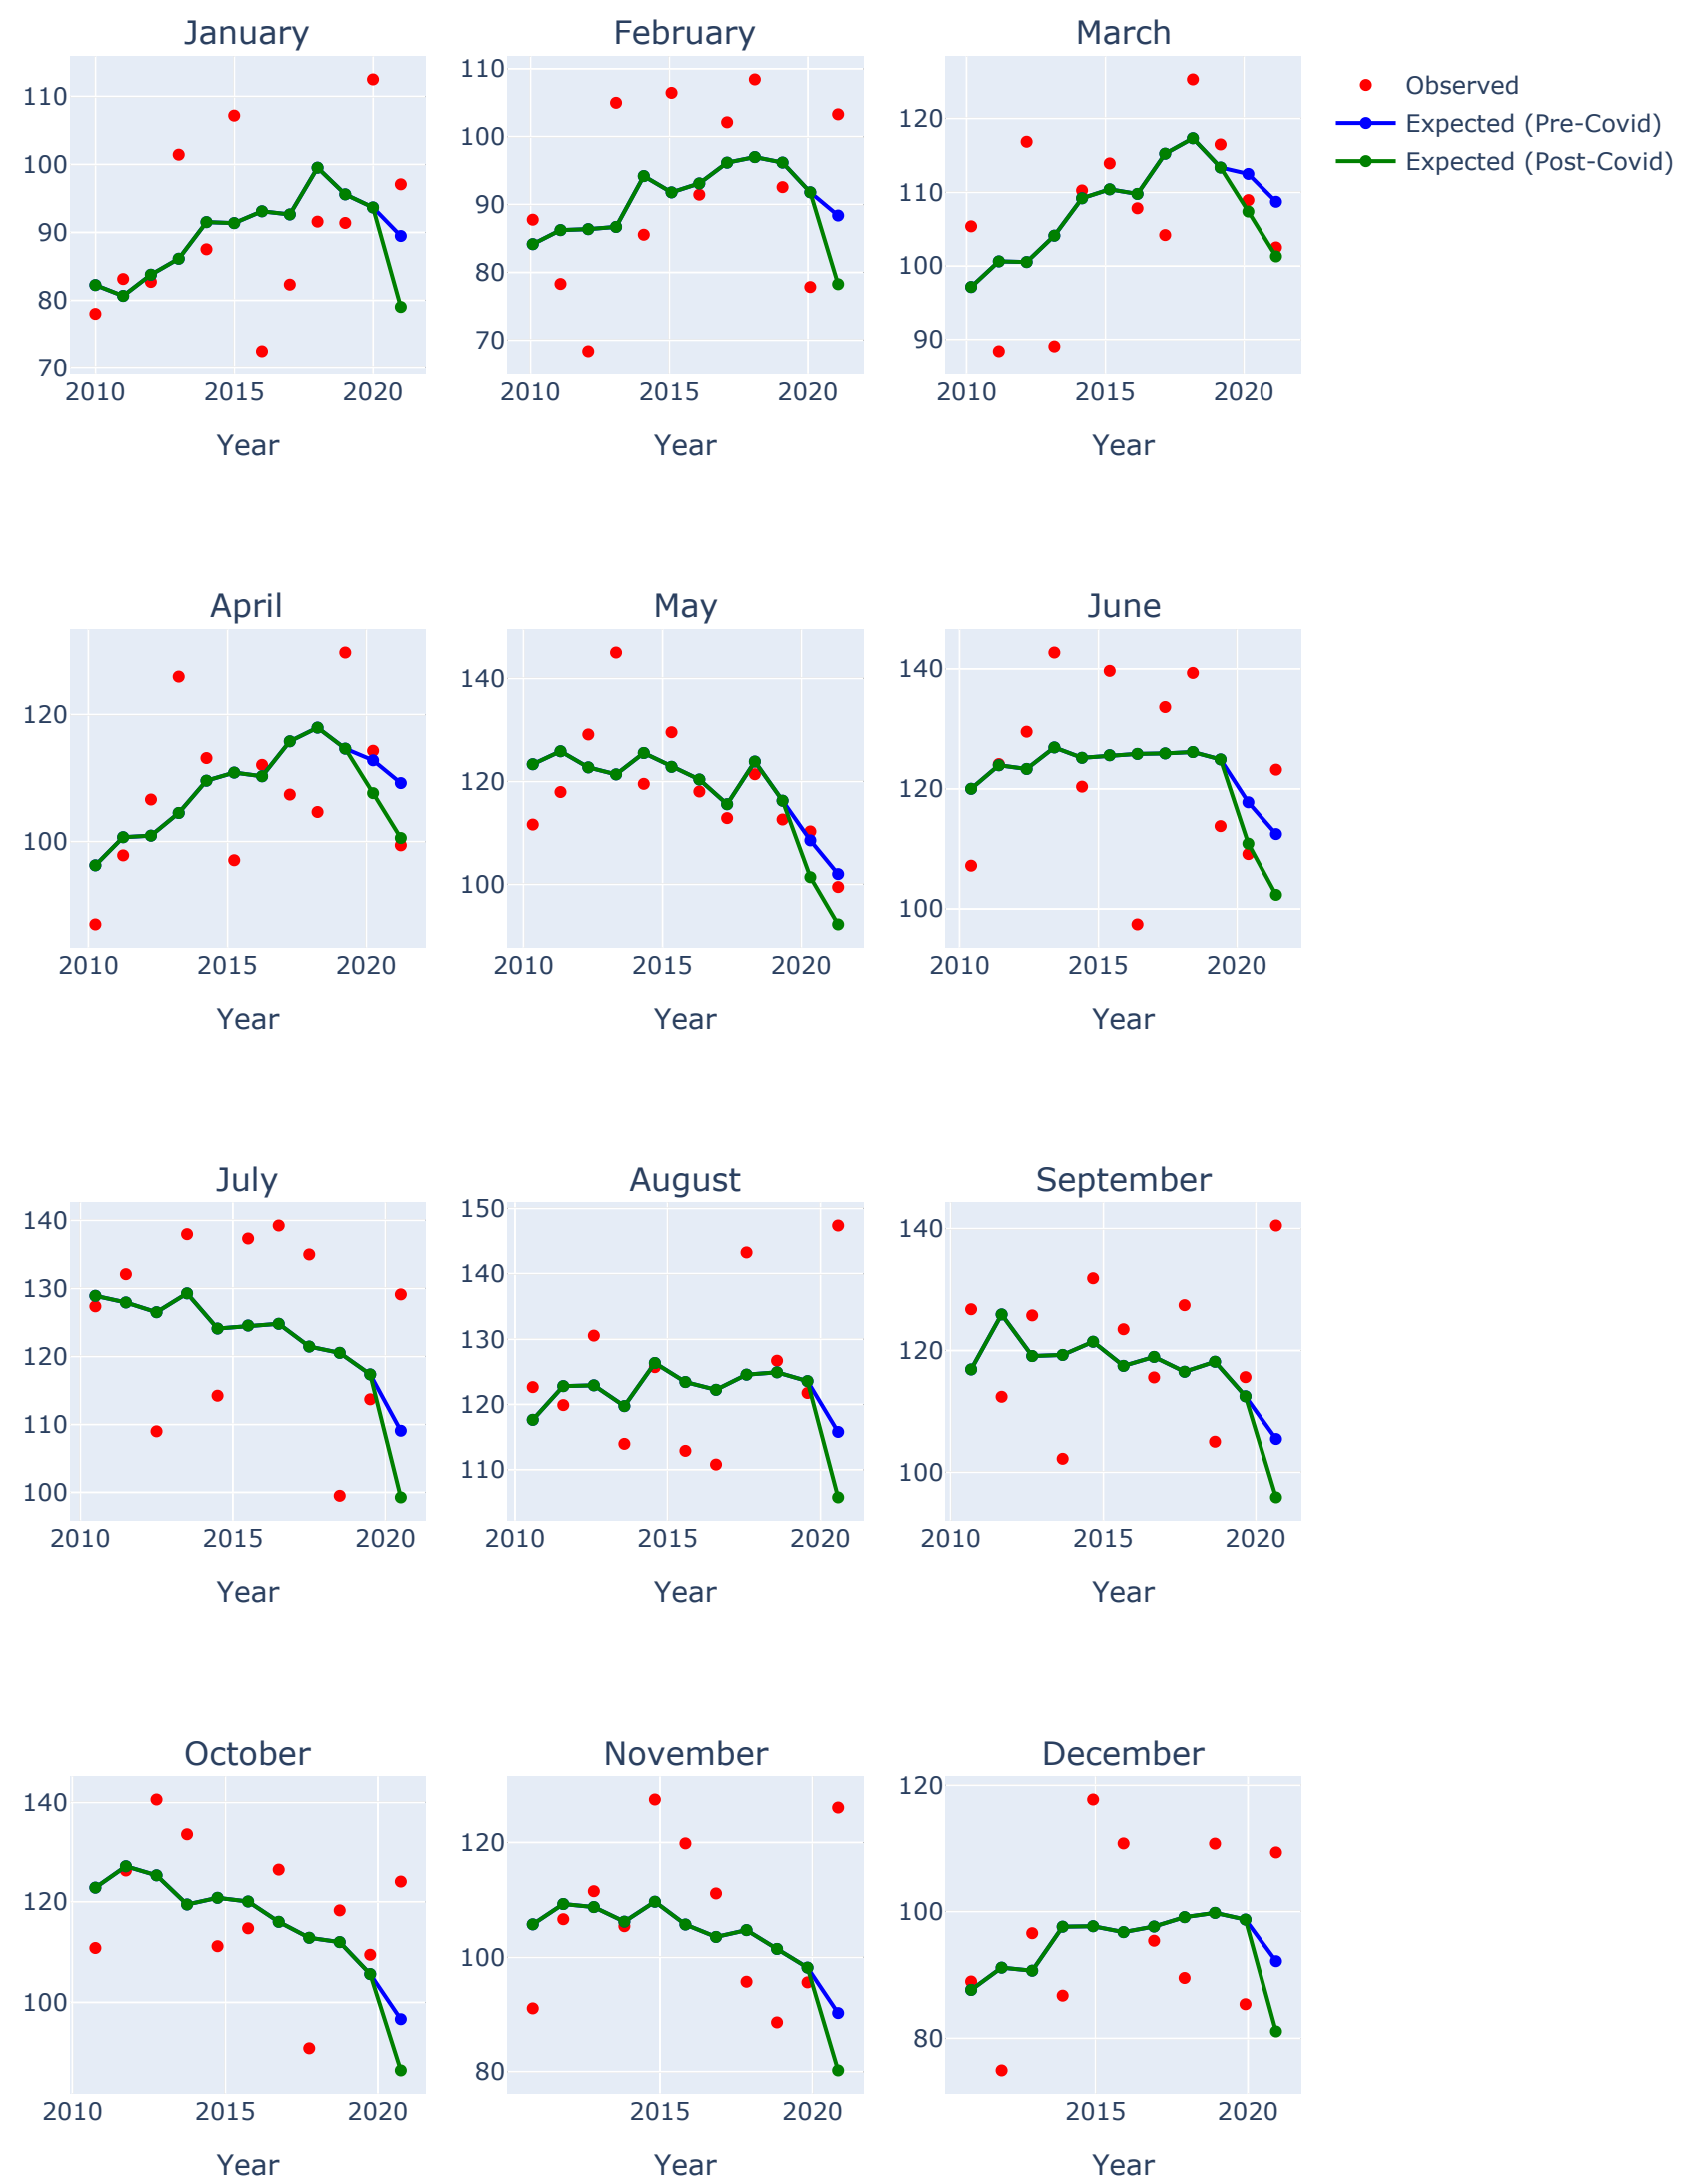 January February March
110
100
90
80
70
2010 2015 2020
Year
110
100
90
80
70
2010 2015 2020
Year
120
110
100
90
2010 2015 2020
Year
Observed
Expected (Pre-Covid)
Expected (Post-Covid)
April May June
120
100
2010 2015 2020
Year
140
120
100
2010 2015 2020
Year
140
120
100
2010 2015 2020
Year
July August September
140
130
120
110
100
2010 2015 2020
Year
150
140
130
120
110
2010 2015 2020
Year
140
120
100
2010 2015 2020
Year
October November December
140
120
100
2010 2015 2020
Year
120
100
80
2015 2020
Year
120
100
80
2015 2020
Year